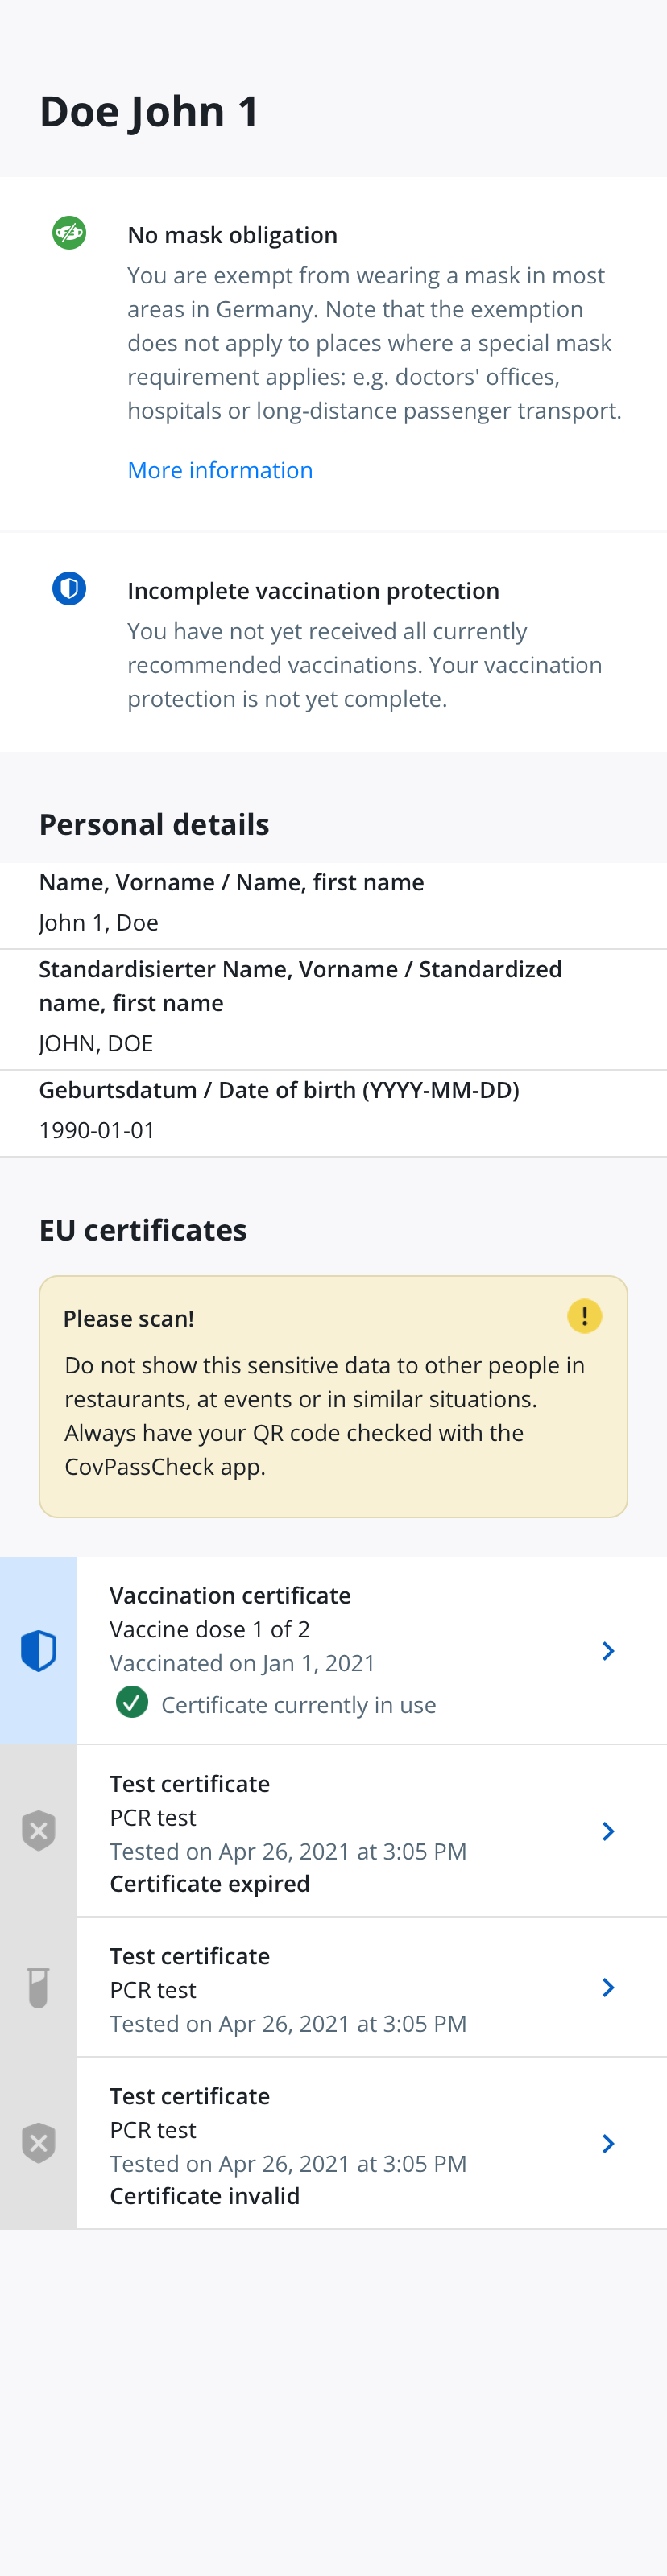 Doe John 1
No mask obligation
You are exempt from wearing a mask in most
areas in Germany. Note that the exemption
does not apply to places where a special mask
requirement applies: e.g. doctors' offices,
hospitals or long-distance passenger transport.
More information
Incomplete vaccination protection
You have not yet received all currently
recommended vaccinations. Your vaccination
protection is not yet complete.
Personal details
Name, Vorname / Name, first name
John 1, Doe
Standardisierter Name, Vorname / Standardized
name, first name
JOHN, DOE
Geburtsdatum / Date of birth (YYYY-MM-DD)
1990-01-01
EU certificates
Please scan!
Do not show this sensitive data to other people in
restaurants, at events or in similar situations.
Always have your QR code checked with the
CovPassCheck app.
Vaccination certificate
Vaccine dose 1 of 2
Vaccinated on Jan 1, 2021
Certificate currently in use
Test certificate
PCR test
Tested on Apr 26, 2021 at 3:05 PM
Certificate expired
Test certificate
PCR test
Tested on Apr 26, 2021 at 3:05 PM
Test certificate
PCR test
Tested on Apr 26, 2021 at 3:05 PM
Certificate invalid